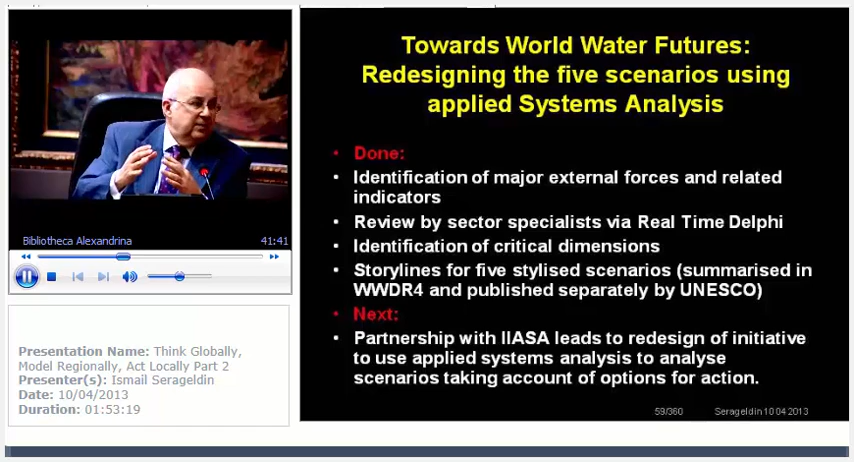 Bibliotheca Alexandrina 41:41
Presentation Name: Think Globally,
Model Regionally, Act Locally Part 2
Presenter(s): Ismail Serageldin
Date: 10/04/2013
Duration: 01:53:19
Towards World Water Futures:
Redesigning the five scenarios using
applied Systems Analysis
• Done:
• Identification of major external forces and related
indicators
• Review by sector specialists via Real Time Delphi
• Identification of critical dimensions
• Storylines for five stylised scenarios (summarised in
WWDR4 and published separately by UNESCO)
• Next:
• Partnership with IIASA leads to redesign of initiative
to use applied systems analysis to analyse
scenarios taking account of options for action.
59/360 Serageldin 10 04 2013